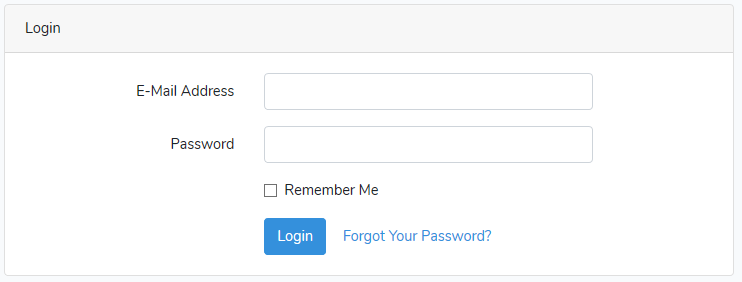 Login
E-Mail Address
Password
Remember Me
Login Forgot Your Password?